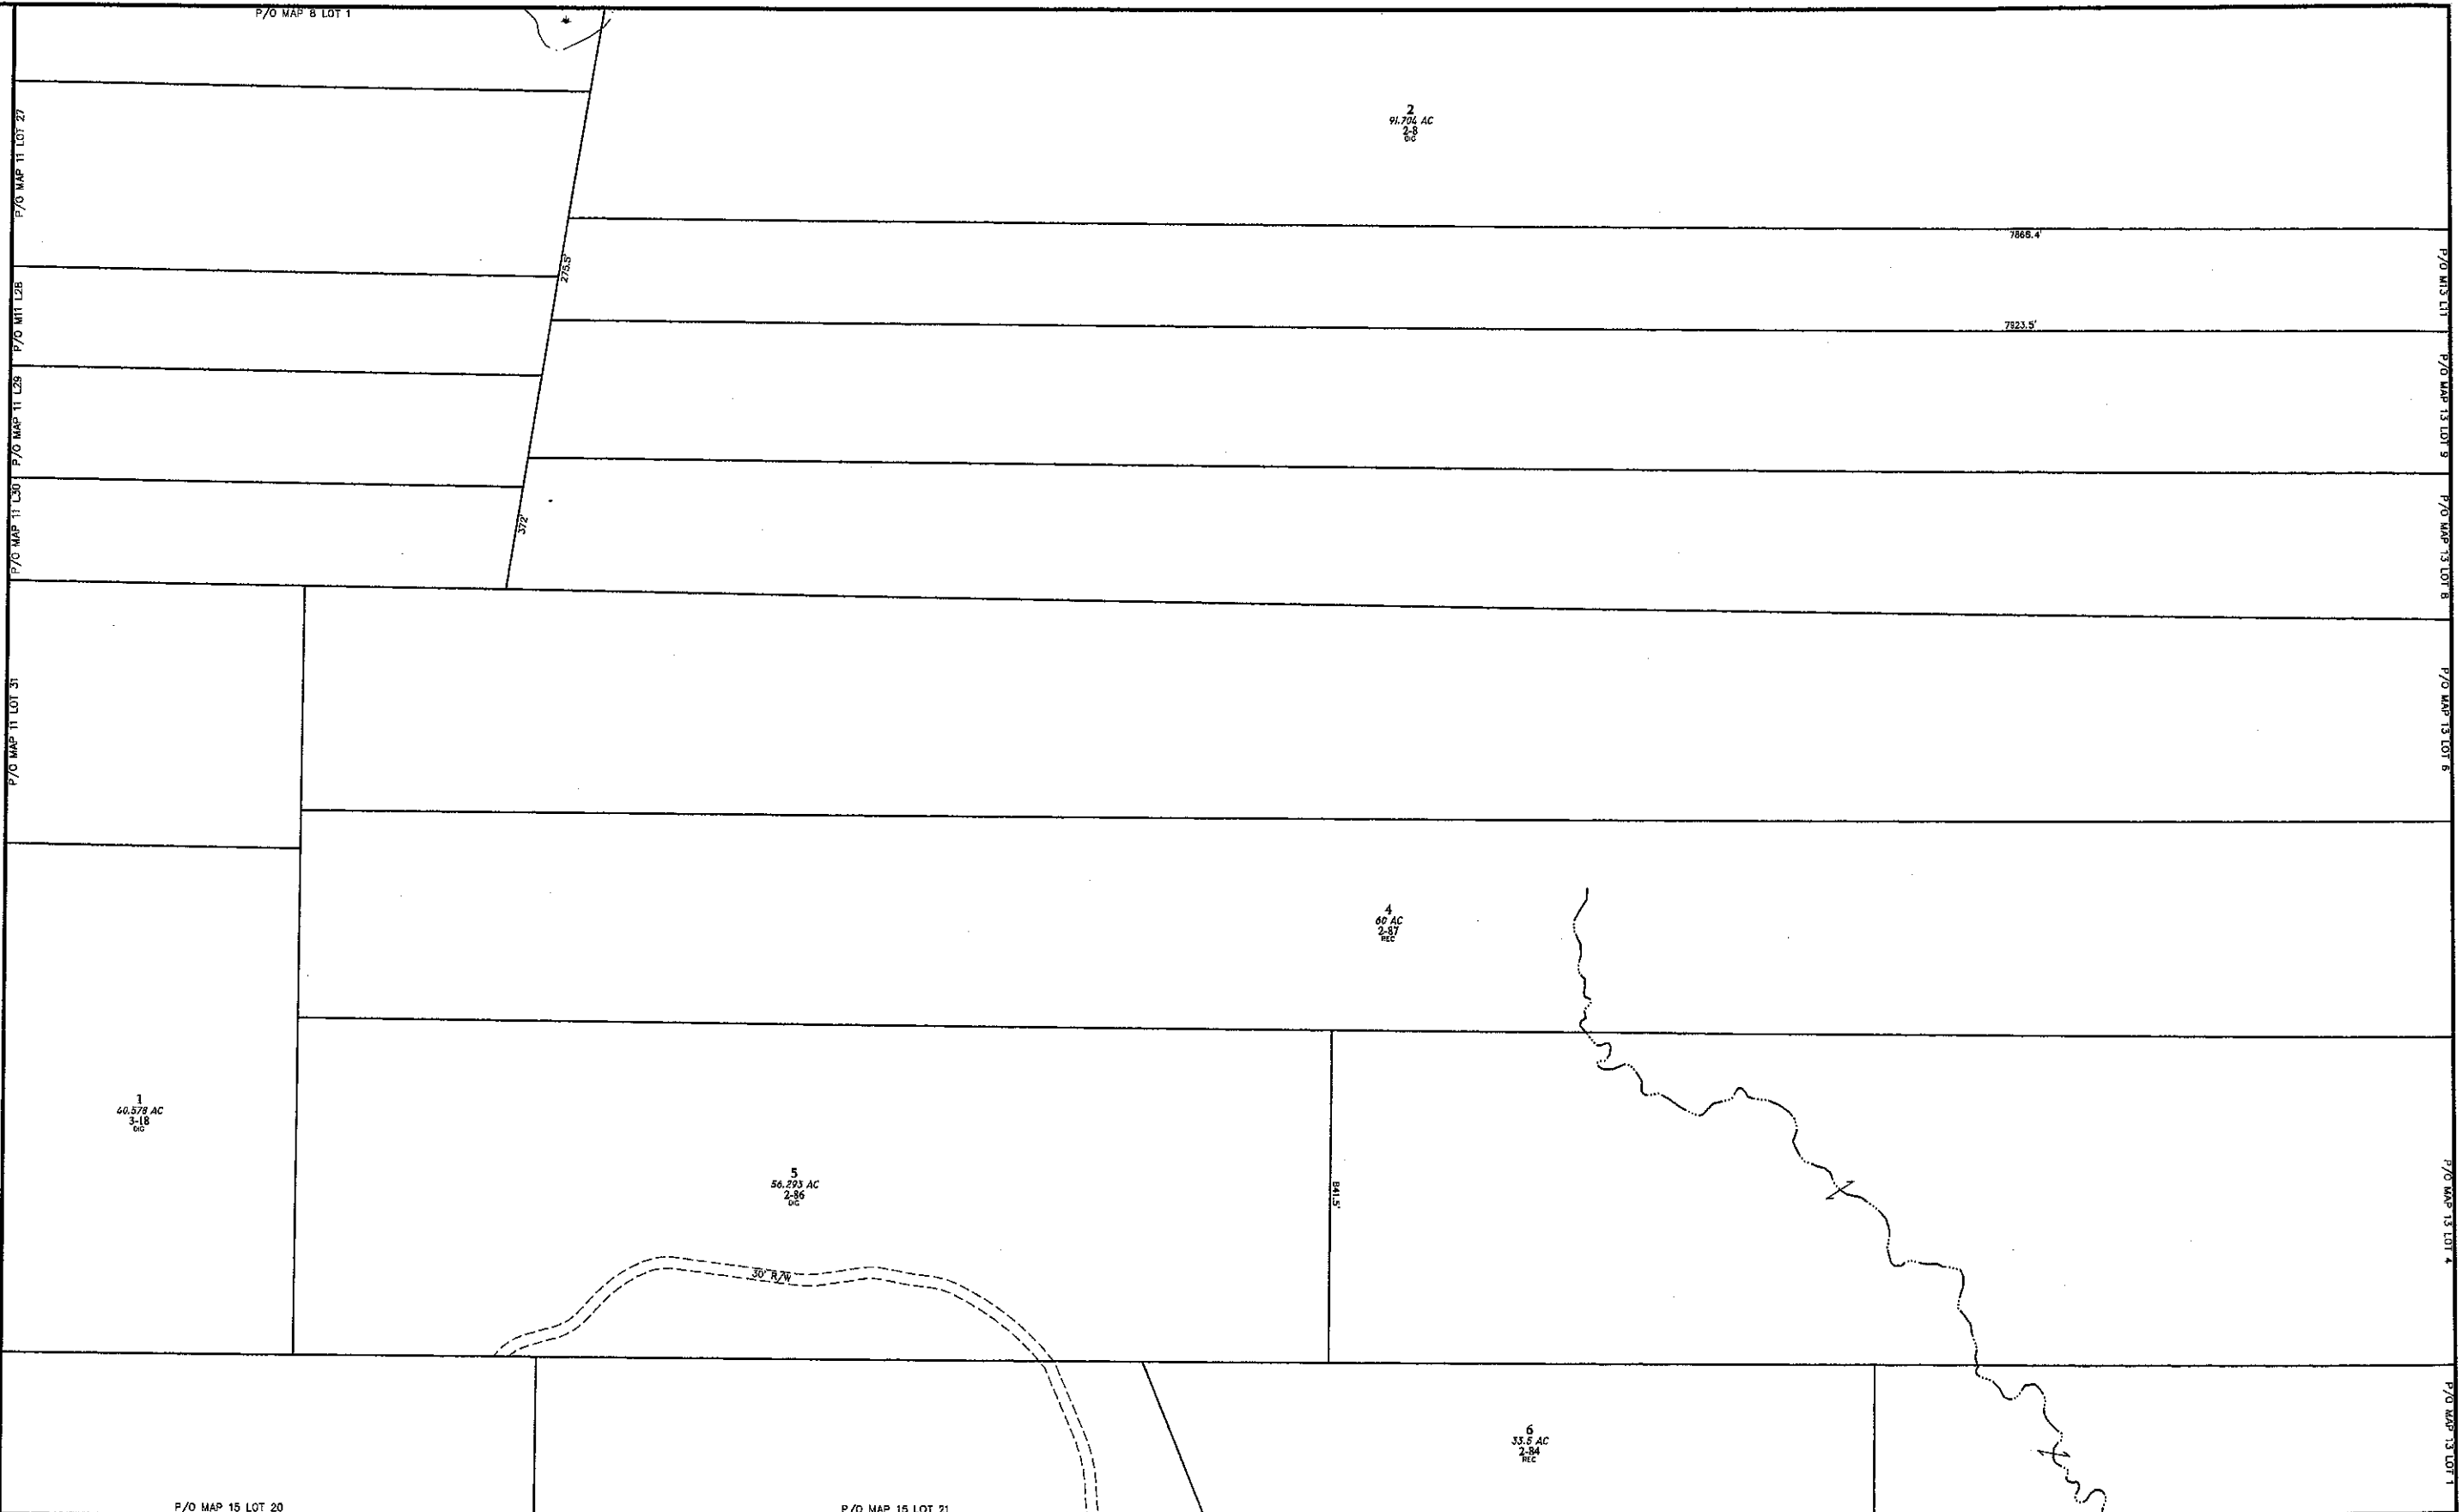 P/O MAP 8 LOT 1
2
91.704 AC
2-8
DIG
P/O MAP 11 LOT 27
7866.4'
275.5'
P/O M13 L11
P/O M11 L28
7923.5'
P/O MAP 11 L29
P/O MAP 13 LOT 9
P/O MAP 11 L30
372'
P/O MAP 13 LOT 8
P/O MAP 11 LOT 31
P/O MAP 13 LOT 6
4
60 AC
2-87
REC
1
40.578 AC
3-18
DIG
5
56.293 AC
2-86
DIG
841.5'
P/O MAP 13 LOT 4
30' R/W
6
33.5 AC
2-84
REC
P/O MAP 13 LOT 1
P/O MAP 15 LOT 20
P/O MAP 15 LOT 21